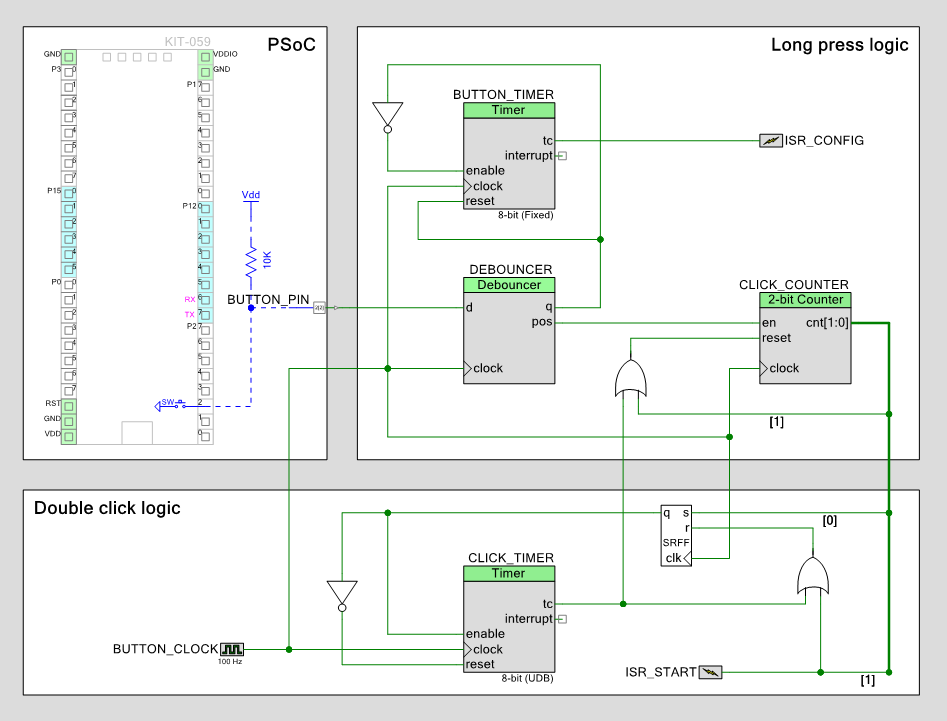 KIT-059
PSoC
GND
VDDIO
P3
0
GND
1
P1
7
2
6
3
5
4
4
5
3
6
2
7
1
P15
0
0
1
P12
0
2
1
3
2
4
3
5
4
P0
0
5
1
RX
6
2
TX
7
3
P2
7
4
6
5
5
6
4
7
3
RST
2
GND
1
VDD
0
Vdd
10K
BUTTON_PIN
SW
Long press logic
BUTTON_TIMER
Timer
tc
interrupt
enable
clock
reset
8-bit (Fixed)
ISR_CONFIG
DEBOUNCER
Debouncer
d
q
pos
clock
CLICK_COUNTER
2-bit Counter
en
cnt[1:0]
reset
clock
[1]
Double click logic
q
s
r
SRFF
clk
[0]
CLICK_TIMER
Timer
tc
interrupt
enable
clock
reset
8-bit (UDB)
BUTTON_CLOCK
100 Hz
ISR_START
[1]